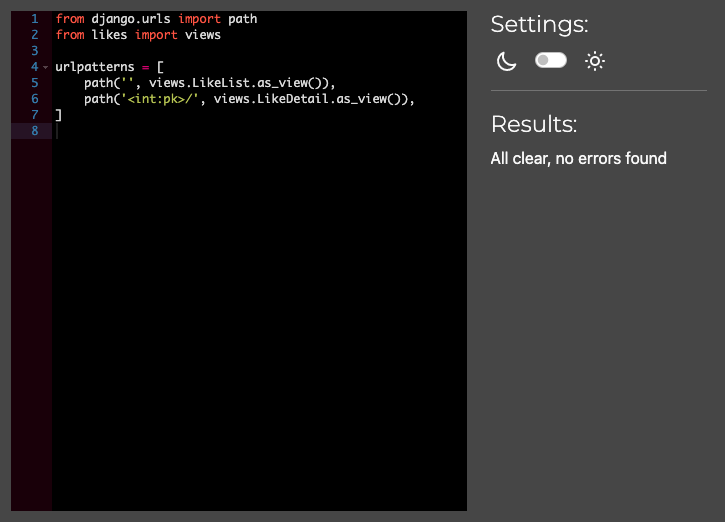 1 from django.urls import path
2 from likes import views
3
4 urlpatterns = [
5     path('', views.LikeList.as_view()),
6     path('<int:pk>/', views.LikeDetail.as_view()),
7 ]
8
Settings:
Results:
All clear, no errors found